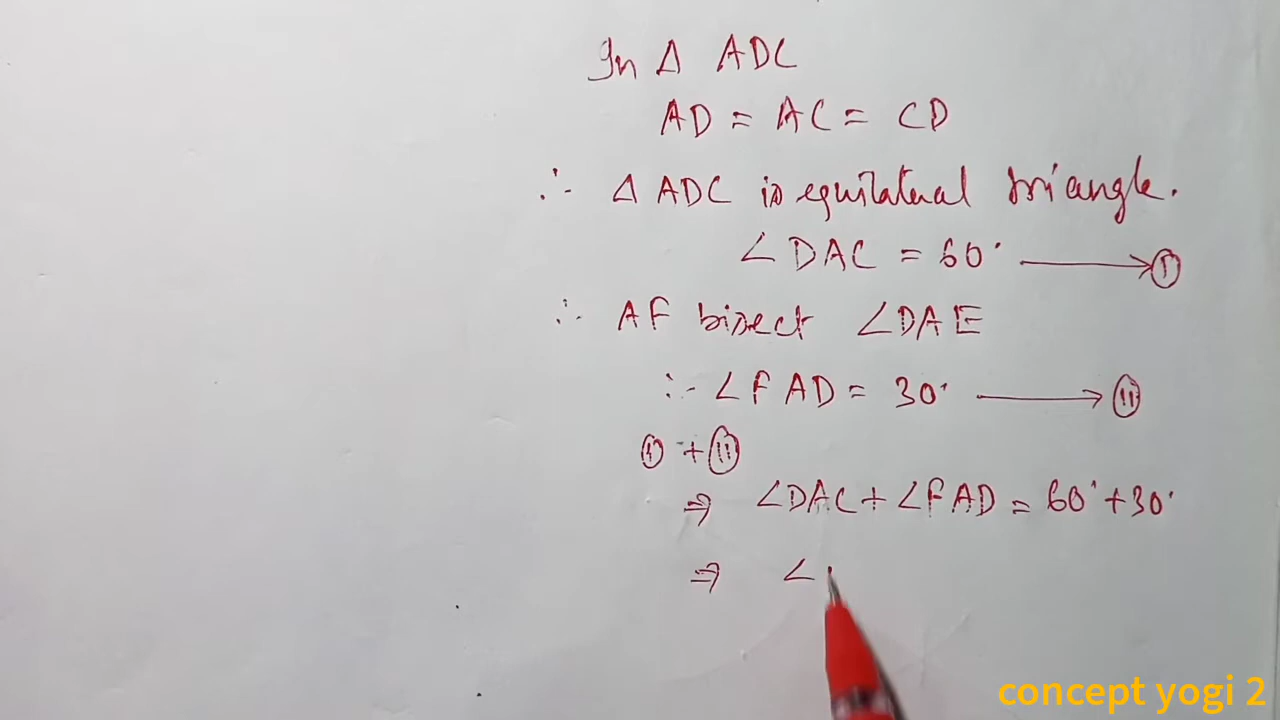 In Δ ADC
AD = AC = CD
∴ Δ ADC is equilateral triangle.
∠DAC = 60° ⟶ (i)
∴ AF bisect ∠DAE
∴ ∠FAD = 30° ⟶ (ii)
(i) + (ii)
⇒ ∠DAC + ∠FAD = 60° + 30°
⇒ ∠
concept yogi 2